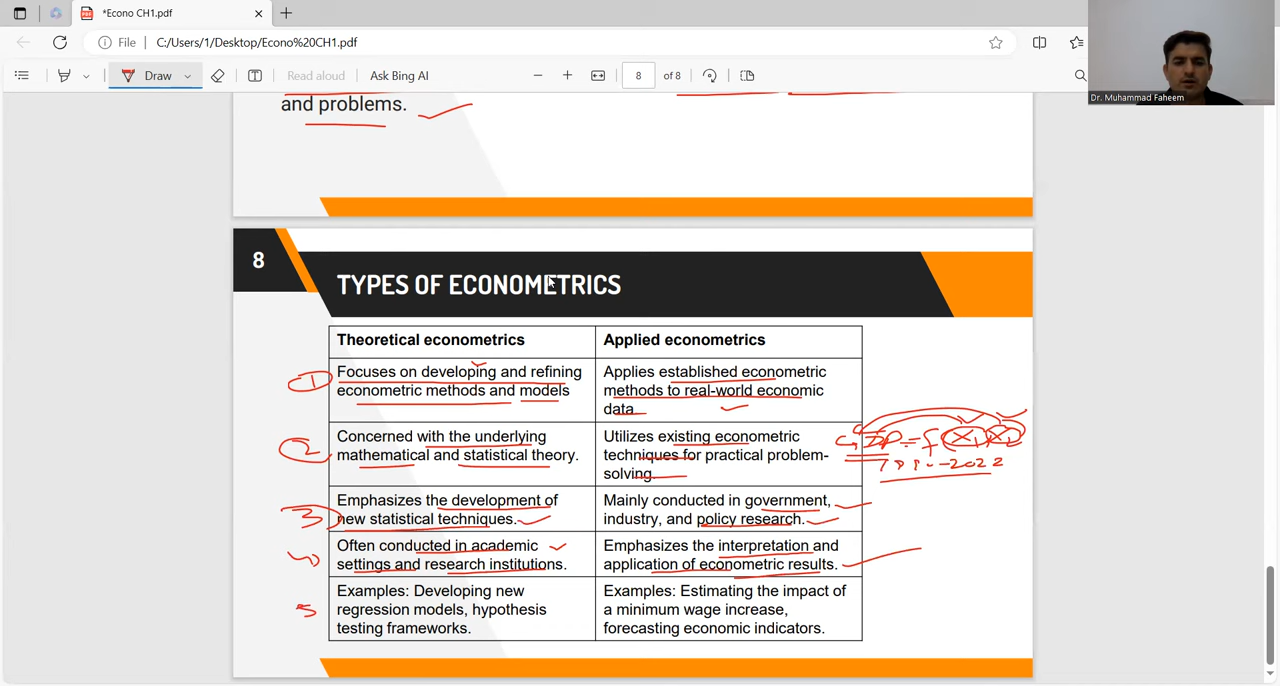 *Econo CH1.pdf
File
C:/Users/1/Desktop/Econo%20CH1.pdf
Draw
Read aloud
Ask Bing AI
8
of 8
Dr. Muhammad Faheem
and problems.
8
TYPES OF ECONOMETRICS
Theoretical econometrics
Applied econometrics
1
Focuses on developing and refining
econometric methods and models
Applies established econometric
methods to real-world economic
data.
2
Concerned with the underlying
mathematical and statistical theory.
Utilizes existing econometric
techniques for practical problem-
solving.
3
Emphasizes the development of
new statistical techniques.
Mainly conducted in government,
industry, and policy research.
Often conducted in academic
settings and research institutions.
Emphasizes the interpretation and
application of econometric results.
5
Examples: Developing new
regression models, hypothesis
testing frameworks.
Examples: Estimating the impact of
a minimum wage increase,
forecasting economic indicators.